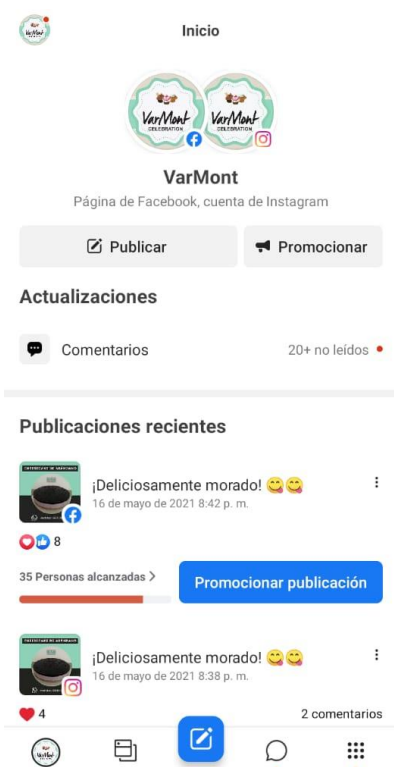 Inicio
VarMont
CELEBRATION
VarMont
CELEBRATION
VarMont
Página de Facebook, cuenta de Instagram
Publicar
Promocionar
Actualizaciones
Comentarios
20+ no leídos
Publicaciones recientes
¡Deliciosamente morado! 😋😋
16 de mayo de 2021 8:42 p. m.
8
35 Personas alcanzadas >
Promocionar publicación
¡Deliciosamente morado! 😋😋
16 de mayo de 2021 8:38 p. m.
4
2 comentarios